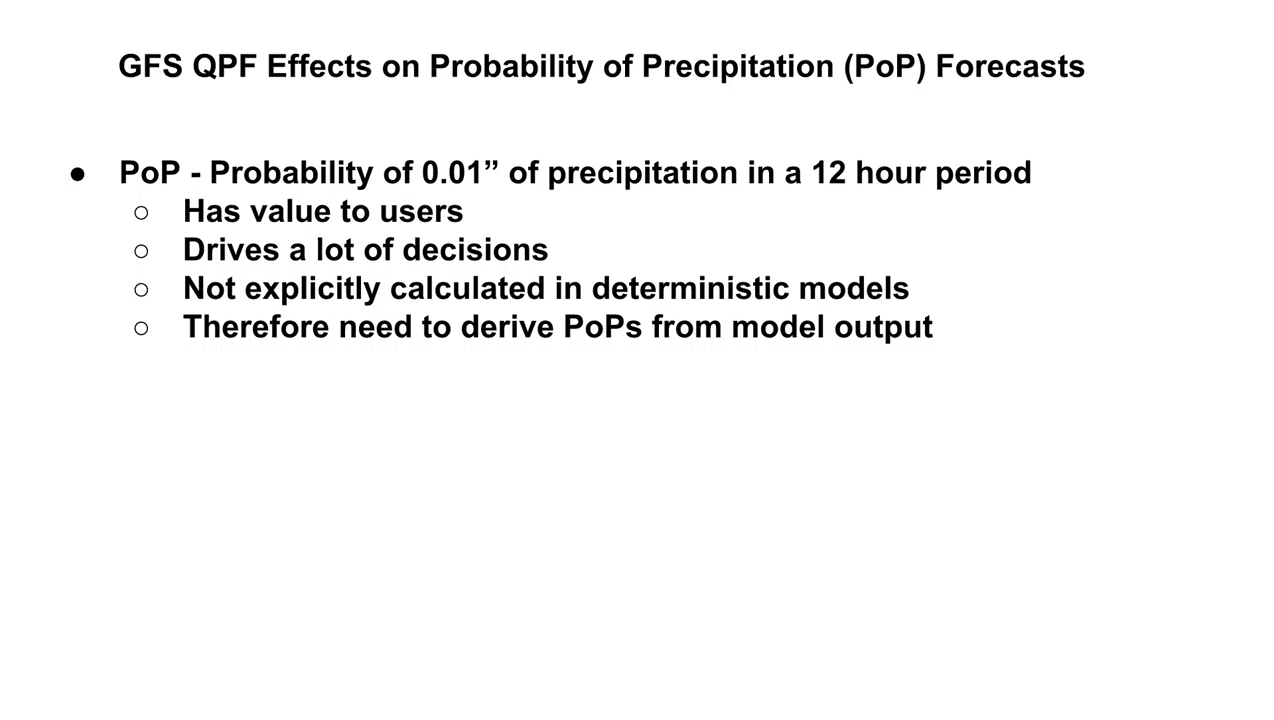 GFS QPF Effects on Probability of Precipitation (PoP) Forecasts
● PoP - Probability of 0.01” of precipitation in a 12 hour period
○ Has value to users
○ Drives a lot of decisions
○ Not explicitly calculated in deterministic models
○ Therefore need to derive PoPs from model output